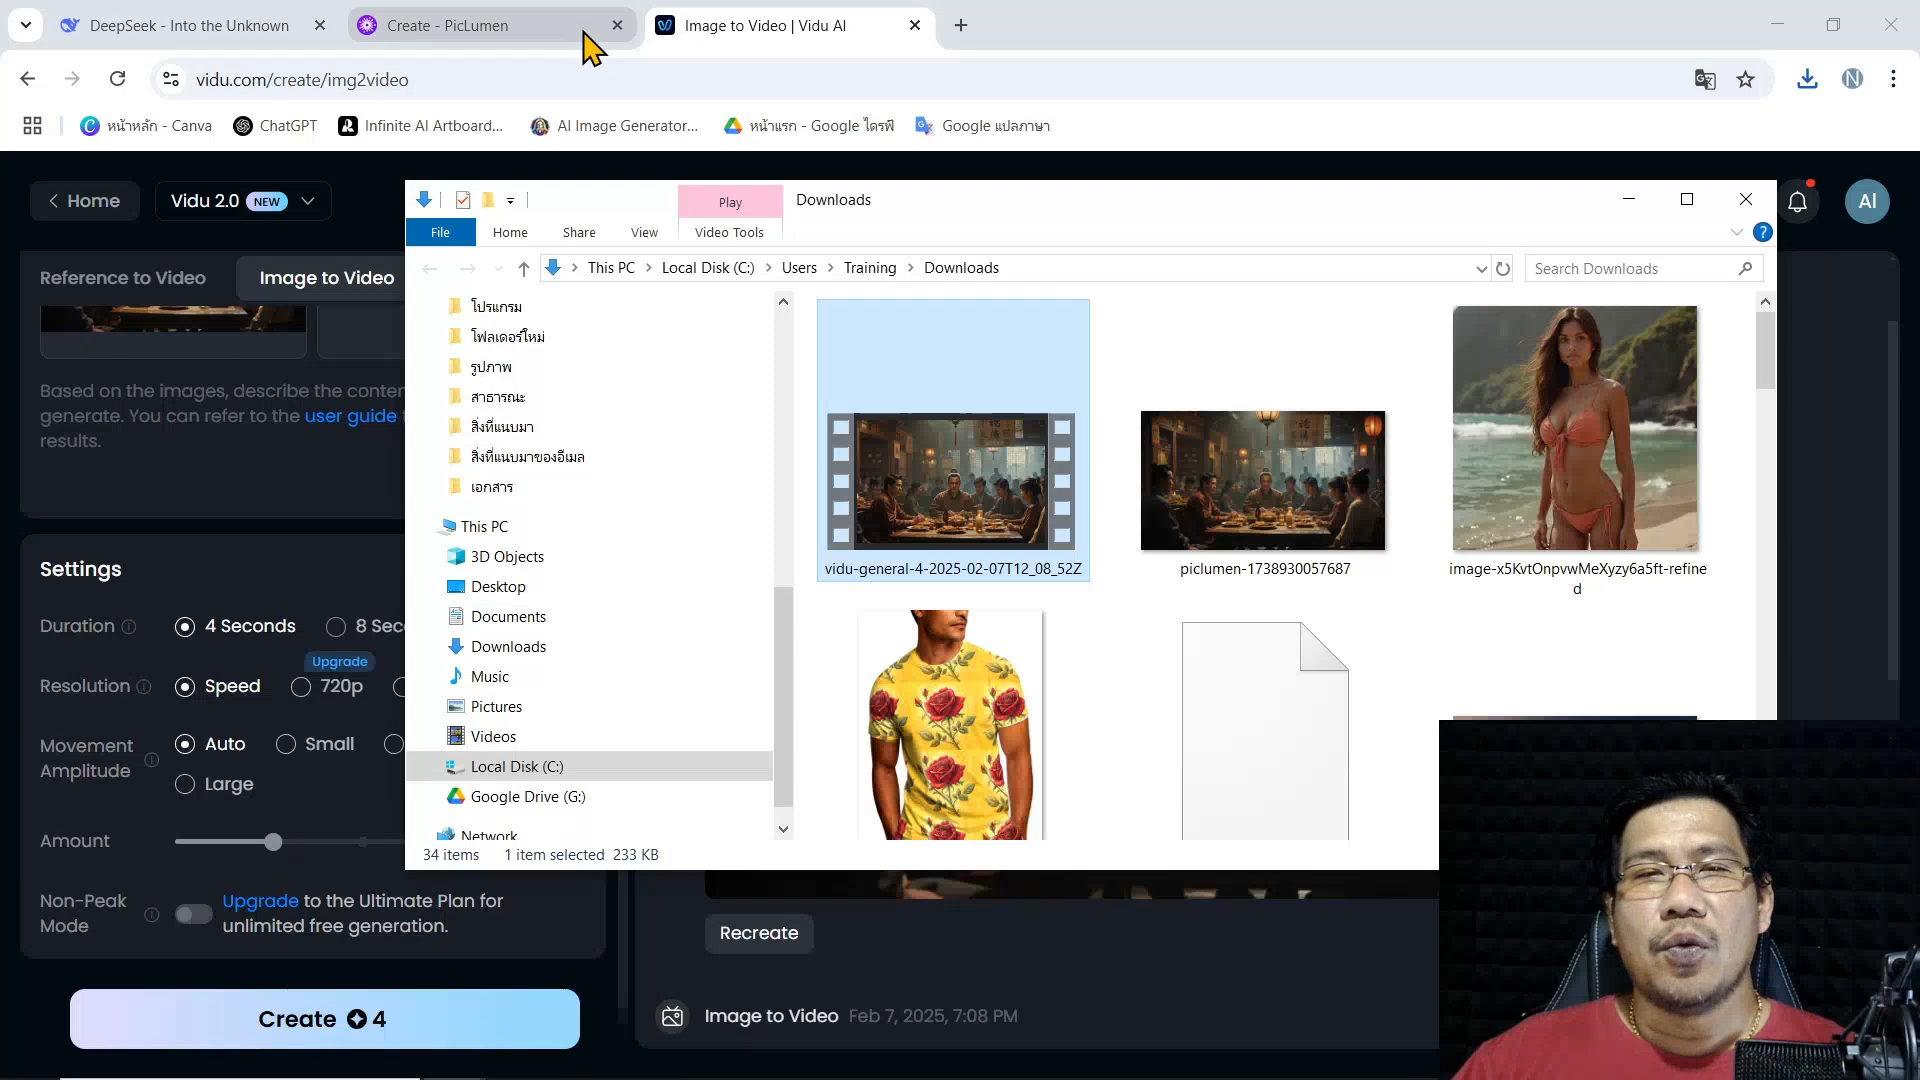 DeepSeek - Into the Unknown
Create - PicLumen
Image to Video | Vidu AI
vidu.com/create/img2video
N
หน้าหลัก - Canva
ChatGPT
Infinite AI Artboard...
AI Image Generator...
หน้าแรก - Google ไดรฟ์
Google แปลภาษา
Home
Vidu 2.0 NEW
AI
Play
Downloads
File
Home
Share
View
Video Tools
This PC
Local Disk (C:)
Users
Training
Downloads
Search Downloads
Reference to Video
Image to Video
Based on the images, describe the conten
generate. You can refer to the user guide
results.
โปรแกรม
โฟลเดอร์ใหม่
รูปภาพ
สาธารณะ
สิ่งที่แนบมา
สิ่งที่แนบมาของอีเมล
เอกสาร
This PC
3D Objects
Desktop
Documents
Downloads
Music
Pictures
Videos
Local Disk (C:)
Google Drive (G:)
Network
vidu-general-4-2025-02-07T12_08_52Z
piclumen-1738930057687
image-x5KvtOnpvwMeXyzy6a5ft-refine
d
34 items
1 item selected 233 KB
Settings
Duration
4 Seconds
8 Sec
Upgrade
Resolution
Speed
720p
Movement
Amplitude
Auto
Small
Large
Amount
Non-Peak
Mode
Upgrade to the Ultimate Plan for
unlimited free generation.
Create 4
Recreate
Image to Video Feb 7, 2025, 7:08 PM